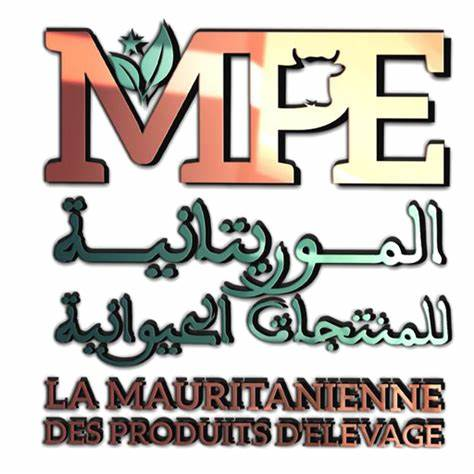 MPE
الموريتانية
للمنتجات الحيوانية
LA MAURITANIENNE
DES PRODUITS D'ELEVAGE